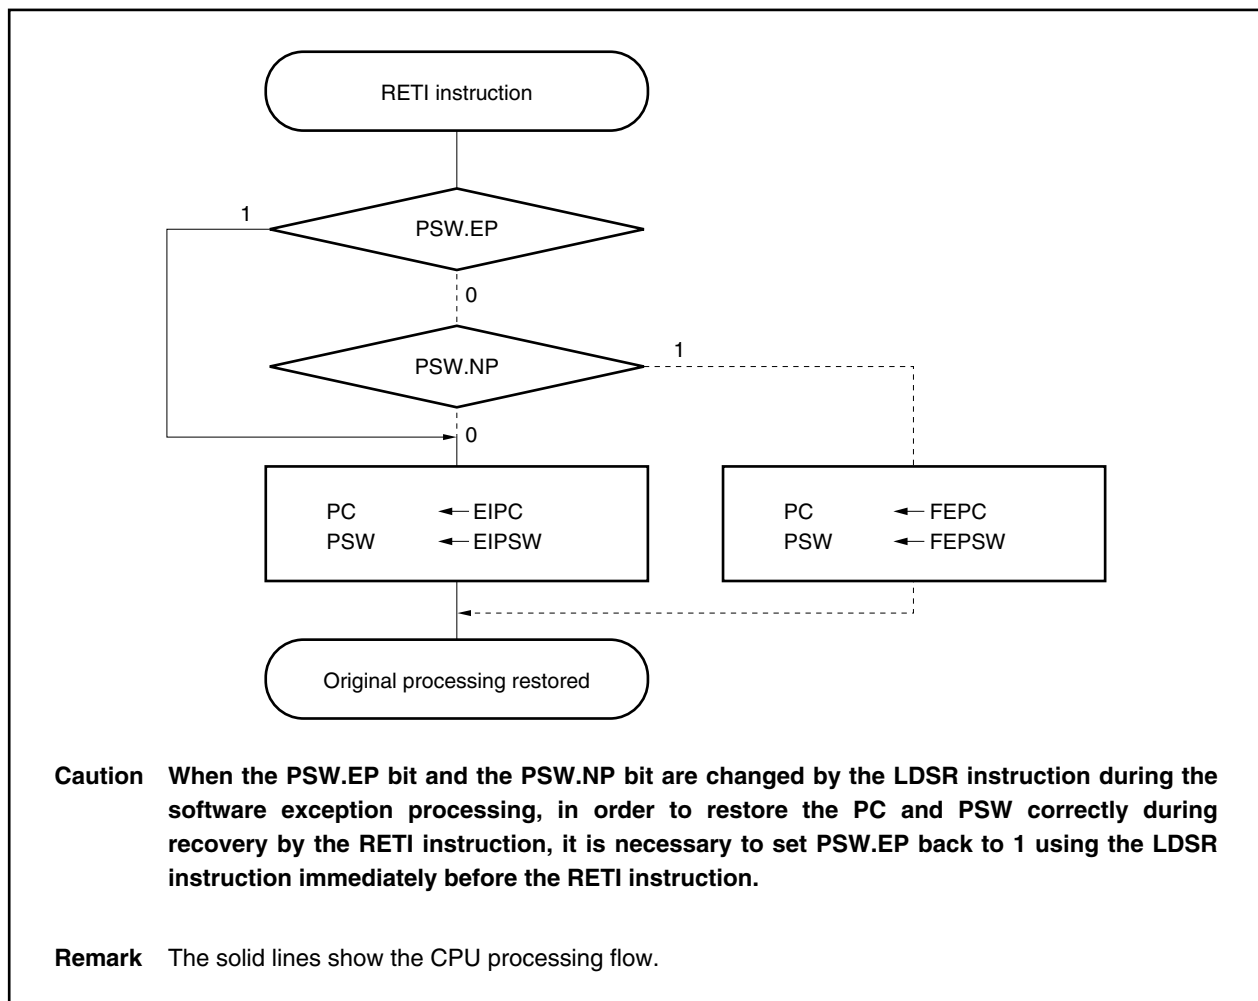 RETI instruction
1
PSW.EP
0
1
PSW.NP
0
PC ← EIPC
PSW ← EIPSW
PC ← FEPC
PSW ← FEPSW
Original processing restored
Caution When the PSW.EP bit and the PSW.NP bit are changed by the LDSR instruction during the
software exception processing, in order to restore the PC and PSW correctly during
recovery by the RETI instruction, it is necessary to set PSW.EP back to 1 using the LDSR
instruction immediately before the RETI instruction.
Remark The solid lines show the CPU processing flow.